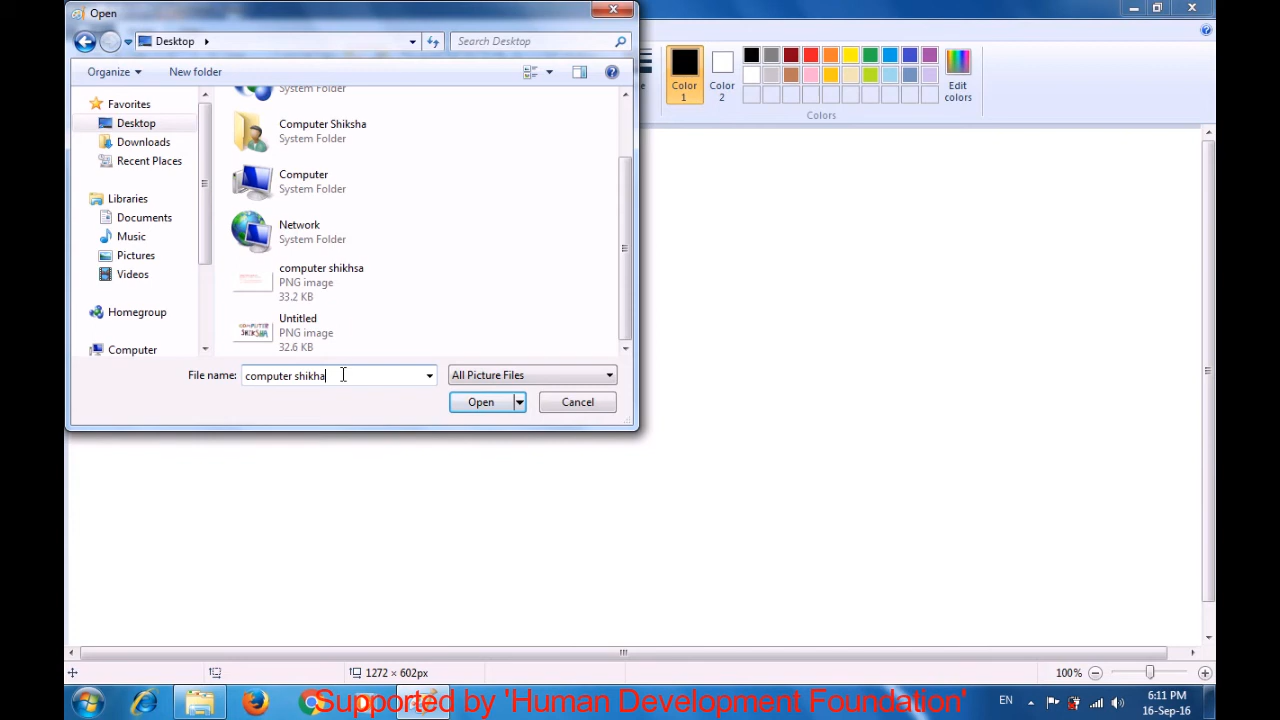 Open
Desktop
Search Desktop
Organize
New folder
Favorites
Desktop
Downloads
Recent Places
Libraries
Documents
Music
Pictures
Videos
Homegroup
Computer
System Folder
Computer Shiksha
System Folder
Computer
System Folder
Network
System Folder
computer shikhsa
PNG image
33.2 KB
Untitled
PNG image
32.6 KB
File name: computer shikha
All Picture Files
Open
Cancel
Color 1
Color 2
Edit colors
Colors
1272 × 602px
100%
Supported by 'Human Development Foundation'
EN
6:11 PM
16-Sep-16